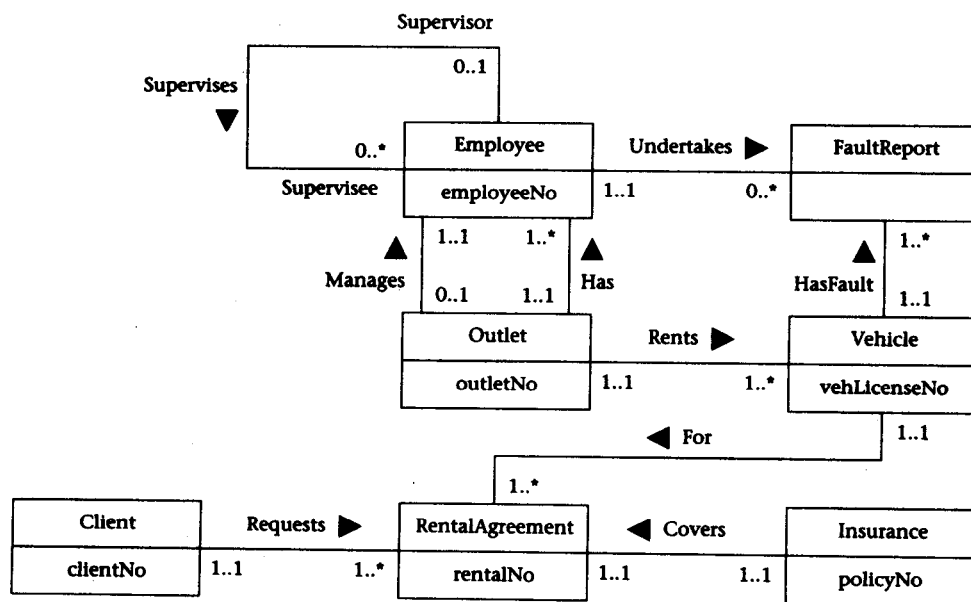 Supervisor
0..1
Supervises
0..*
Supervisee
Employee
employeeNo
Undertakes
1..1
0..*
FaultReport
1..1
1..*
Manages
Has
0..1
1..1
1..*
HasFault
1..1
Outlet
outletNo
Rents
1..1
1..*
Vehicle
vehLicenseNo
For
1..1
1..*
Client
clientNo
Requests
1..1
1..*
RentalAgreement
rentalNo
Covers
1..1
1..1
Insurance
policyNo